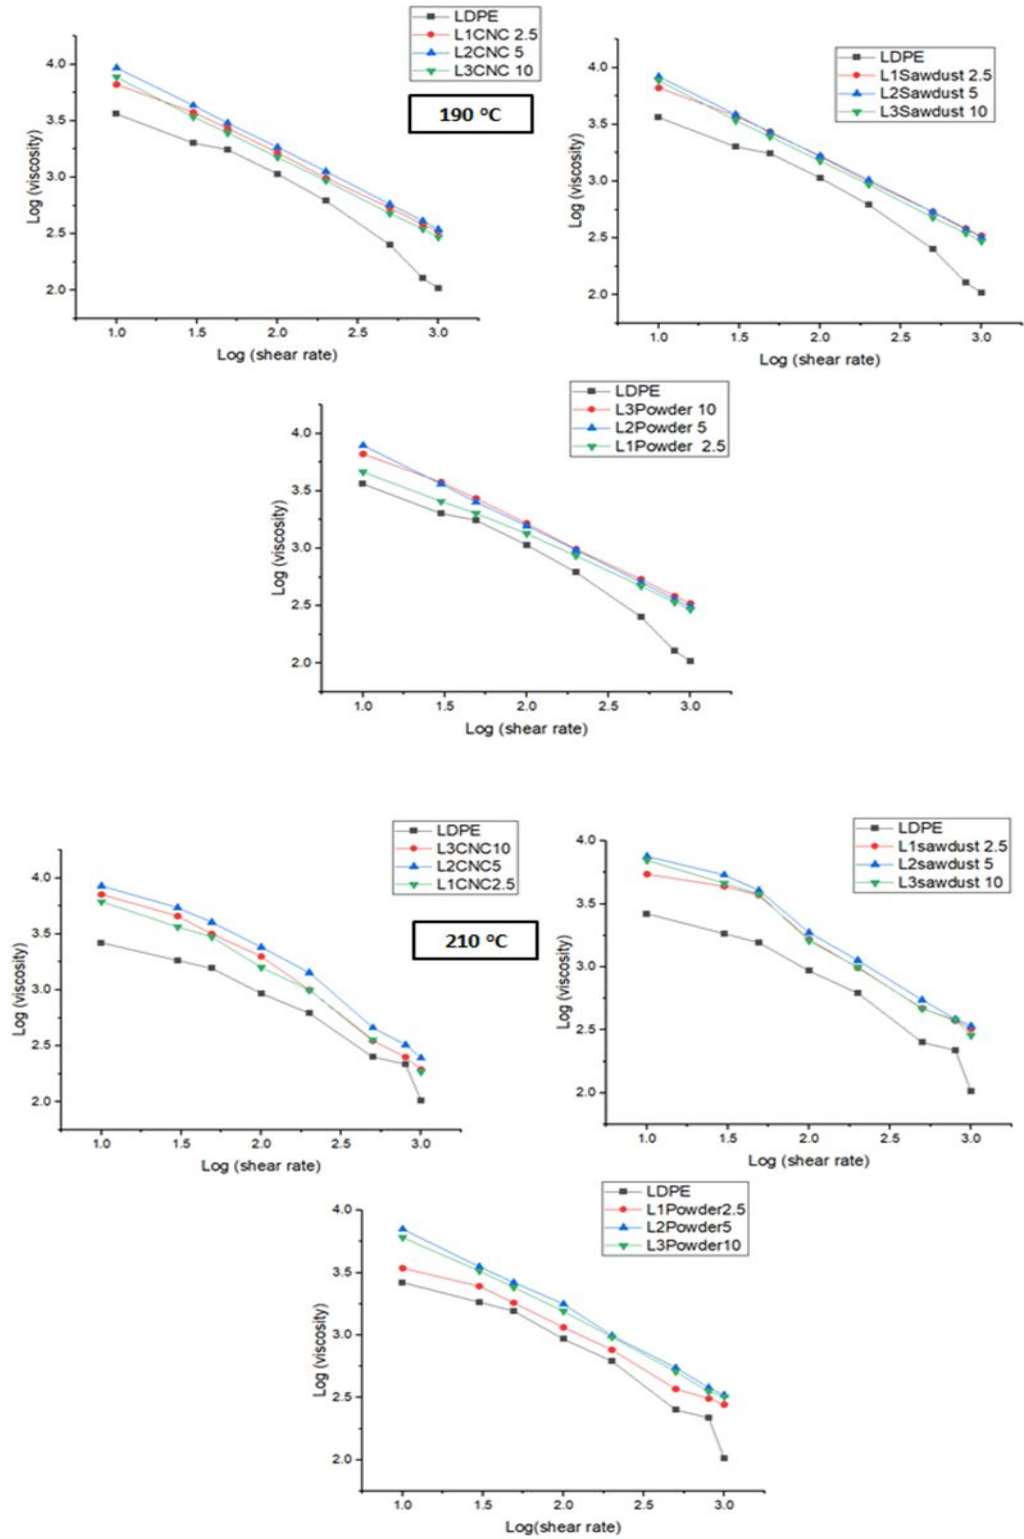 LDPE
L1CNC 2.5
L2CNC 5
L3CNC 10
190 °C
4.0
3.5
3.0
2.5
2.0
Log (viscosity)
1.0 1.5 2.0 2.5 3.0
Log (shear rate)
LDPE
L1Sawdust 2.5
L2Sawdust 5
L3Sawdust 10
4.0
3.5
3.0
2.5
2.0
Log (viscosity)
1.0 1.5 2.0 2.5 3.0
Log (shear rate)
LDPE
L3Powder 10
L2Powder 5
L1Powder 2.5
4.0
3.5
3.0
2.5
2.0
Log (viscosity)
1.0 1.5 2.0 2.5 3.0
Log (shear rate)
LDPE
L3CNC10
L2CNC5
L1CNC2.5
210 °C
4.0
3.5
3.0
2.5
2.0
Log (viscosity)
1.0 1.5 2.0 2.5 3.0
Log (shear rate)
LDPE
L1sawdust 2.5
L2sawdust 5
L3sawdust 10
4.0
3.5
3.0
2.5
2.0
Log (viscosity)
1.0 1.5 2.0 2.5 3.0
Log (shear rate)
LDPE
L1Powder2.5
L2Powder5
L3Powder10
4.0
3.5
3.0
2.5
2.0
Log (viscosity)
1.0 1.5 2.0 2.5 3.0
Log(shear rate)